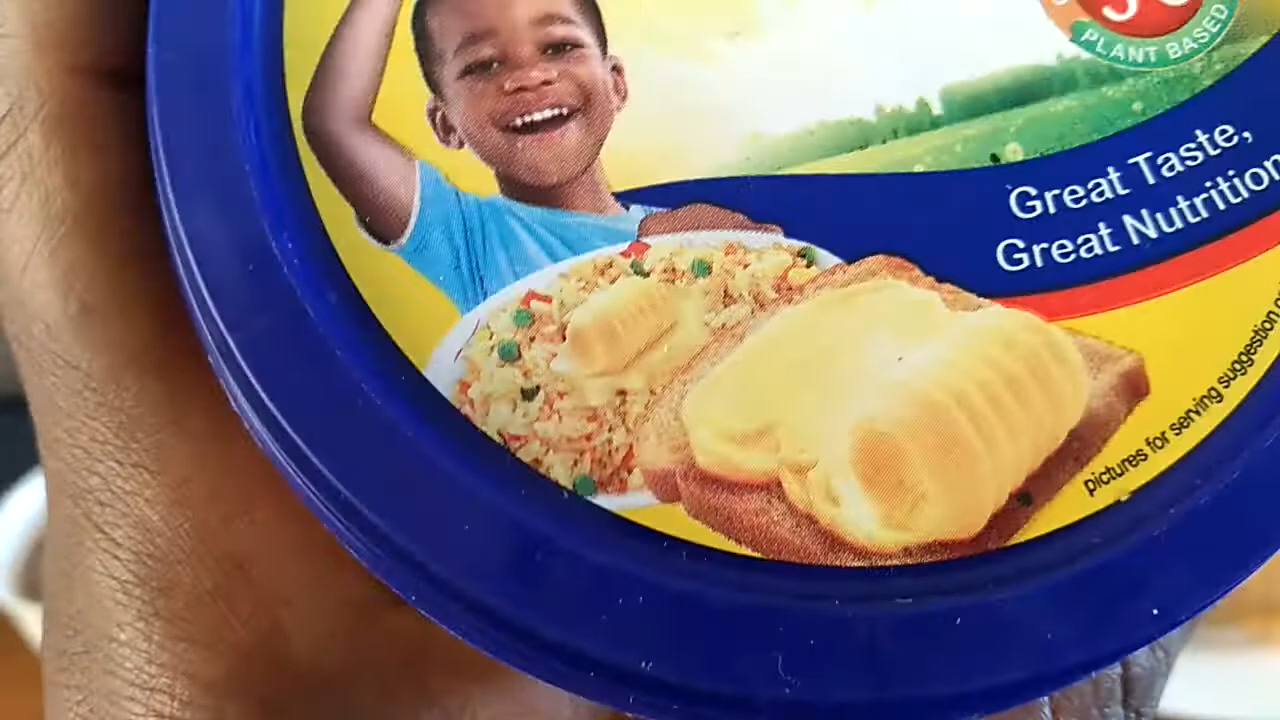 PLANT BASED
Great Taste,
Great Nutrition
pictures for serving suggestion